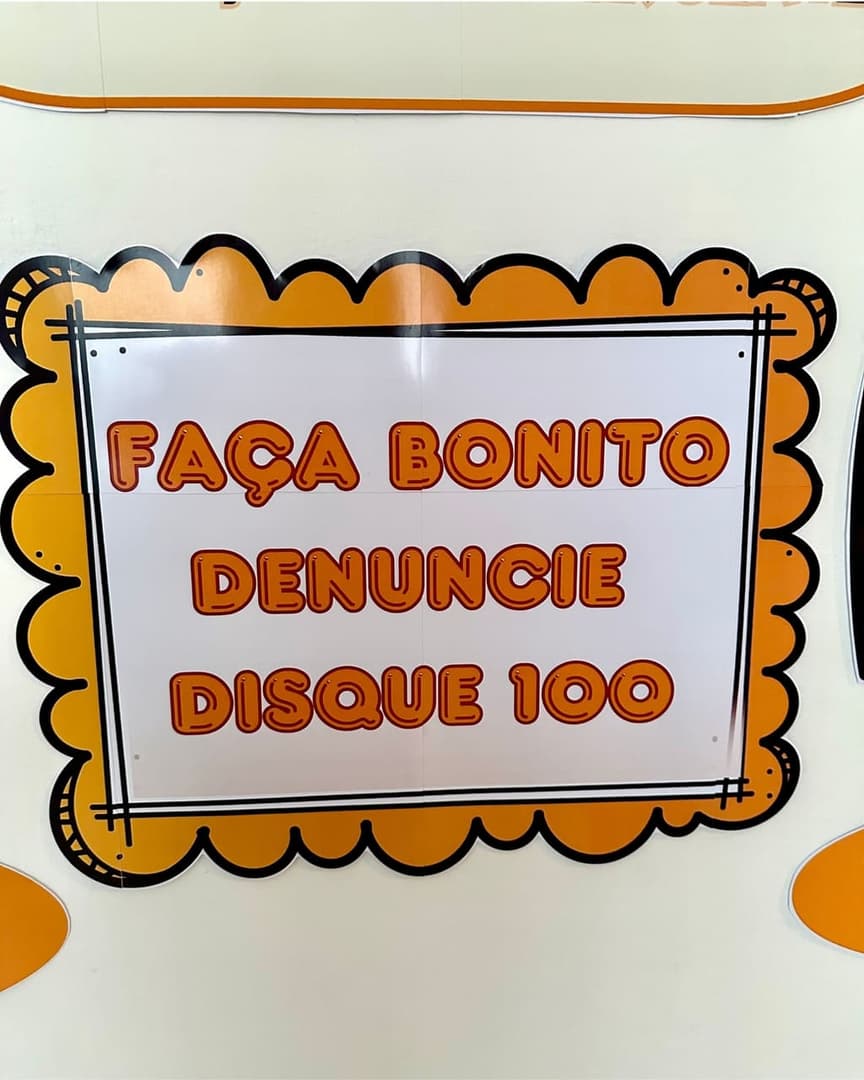 FAÇA BONITO
DENUNCIE
DISQUE 100